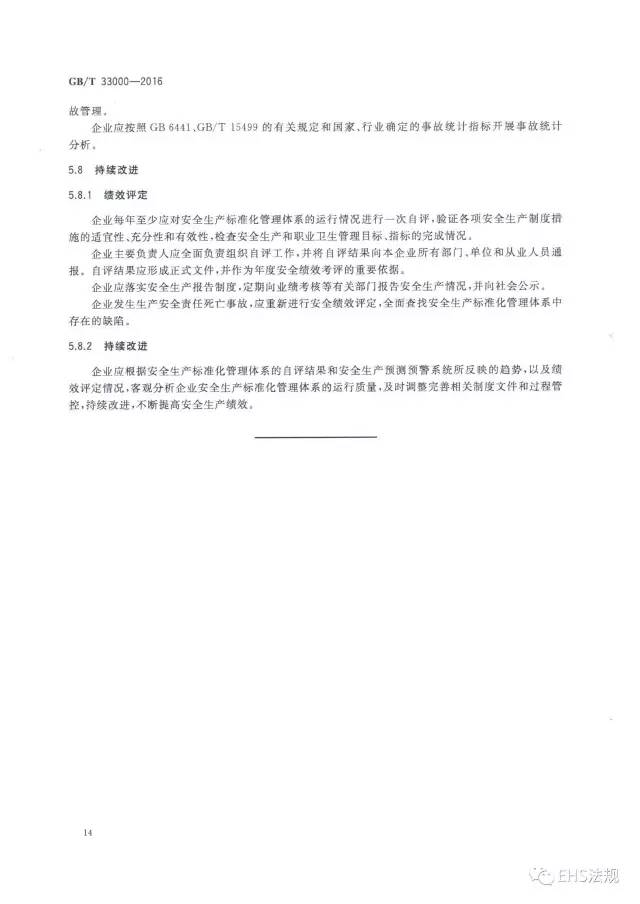 GB/T 33000—2016
故管理。
企业应按照 GB 6441、GB/T 15499 的有关规定和国家、行业确定的事故统计指标开展事故统计
分析。
5.8 持续改进
5.8.1 绩效评定
企业每年至少应对安全生产标准化管理体系的运行情况进行一次自评，验证各项安全生产制度措
施的适宜性、充分性和有效性，检查安全生产和职业卫生管理目标、指标的完成情况。
企业主要负责人应全面负责组织自评工作，并将自评结果向本企业所有部门、单位和从业人员通
报。自评结果应形成正式文件，并作为年度安全绩效考评的重要依据。
企业应落实安全生产报告制度，定期向业绩考核等有关部门报告安全生产情况，并向社会公示。
企业发生生产安全责任死亡事故，应重新进行安全绩效评定，全面查找安全生产标准化管理体系中
存在的缺陷。
5.8.2 持续改进
企业应根据安全生产标准化管理体系的自评结果和安全生产预测预警系统所反映的趋势，以及绩
效评定情况，客观分析企业安全生产标准化管理体系的运行质量，及时调整完善相关制度文件和过程管
控，持续改进，不断提高安全生产绩效。
14
EHS法规